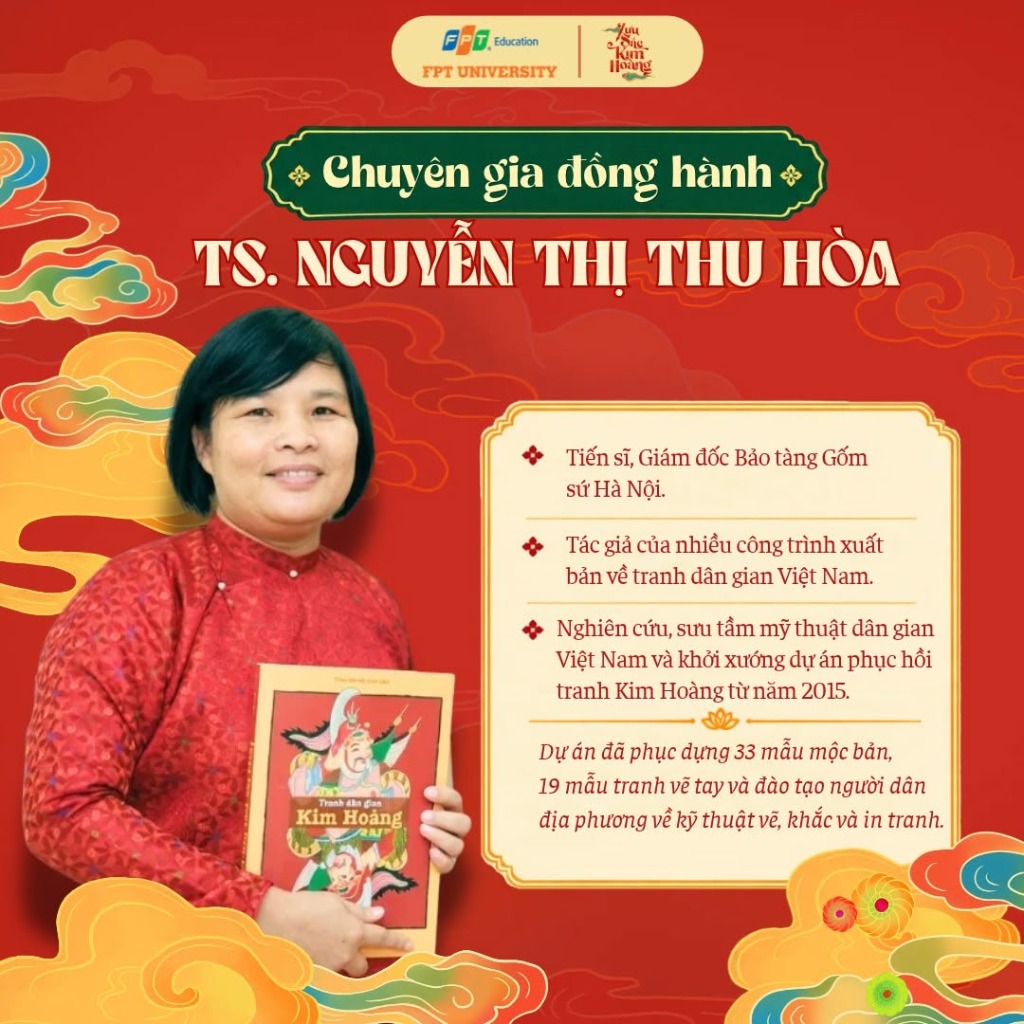 FPT Education
FPT UNIVERSITY
Lưu
Sắc
Kim
Hoàng
Chuyên gia đồng hành
TS. NGUYỄN THỊ THU HÒA
Tiến sĩ, Giám đốc Bảo tàng Gốm
sứ Hà Nội.
Tác giả của nhiều công trình xuất
bản về tranh dân gian Việt Nam.
Nghiên cứu, sưu tầm mỹ thuật dân gian
Việt Nam và khởi xướng dự án phục hồi
tranh Kim Hoàng từ năm 2015.
Dự án đã phục dựng 33 mẫu mộc bản,
19 mẫu tranh vẽ tay và đào tạo người dân
địa phương về kỹ thuật vẽ, khắc và in tranh.
Tranh dân gian
Kim Hoàng